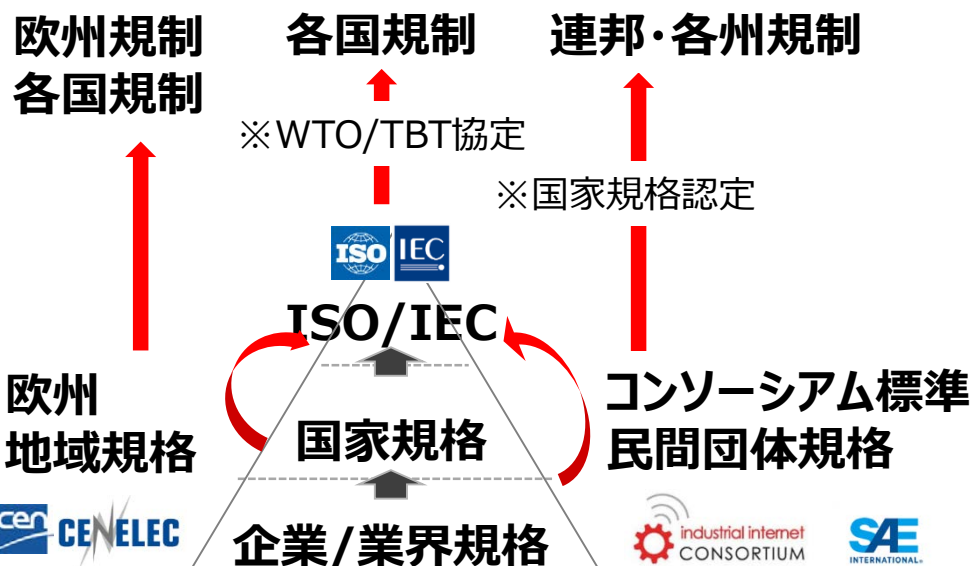 欧州規制
各国規制
各国規制
連邦・各州規制
※WTO/TBT協定
※国家規格認定
ISO
IEC
ISO/IEC
欧州
地域規格
国家規格
コンソーシアム標準
民間団体規格
cen
CENELEC
企業/業界規格
industrial internet
CONSORTIUM
SAE
INTERNATIONAL®